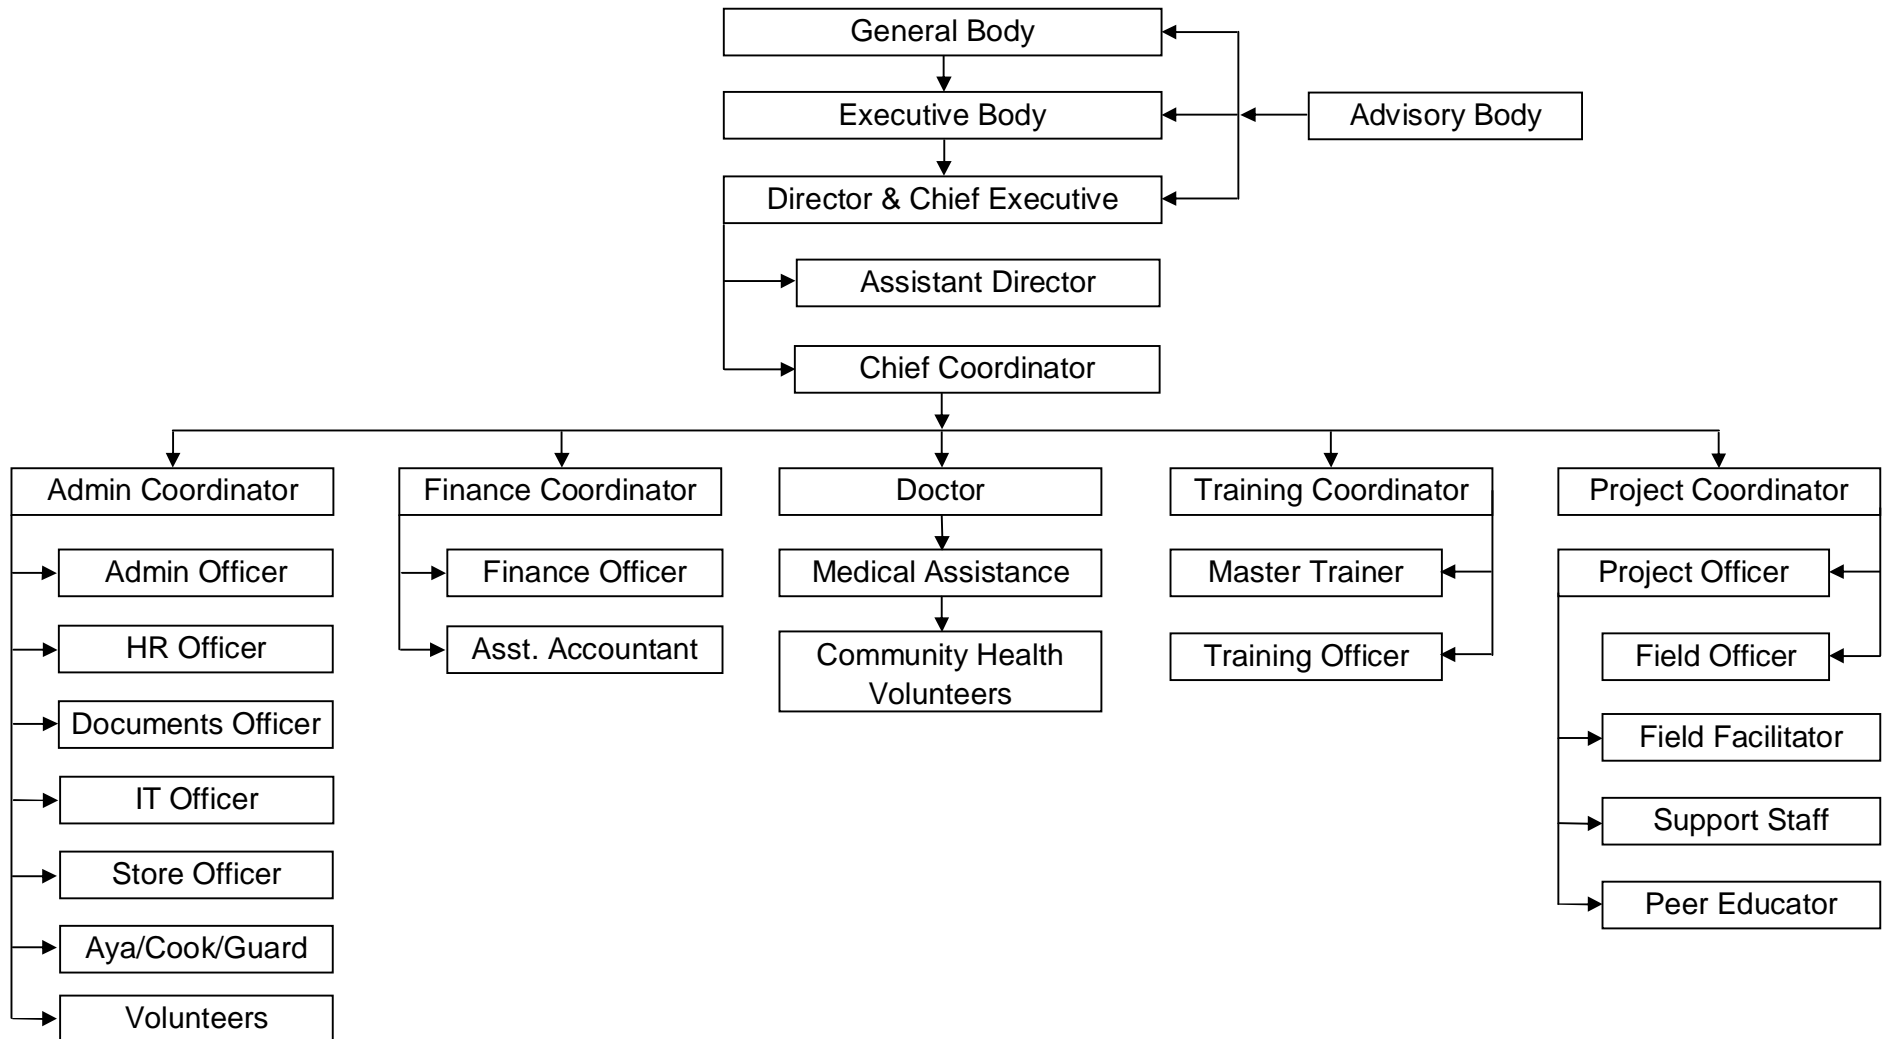 General Body
Executive Body
Advisory Body
Director & Chief Executive
Assistant Director
Chief Coordinator
Admin Coordinator
Finance Coordinator
Doctor
Training Coordinator
Project Coordinator
Admin Officer
Finance Officer
Medical Assistance
Master Trainer
Project Officer
HR Officer
Asst. Accountant
Community Health
Volunteers
Training Officer
Field Officer
Documents Officer
Field Facilitator
IT Officer
Support Staff
Store Officer
Peer Educator
Aya/Cook/Guard
Volunteers